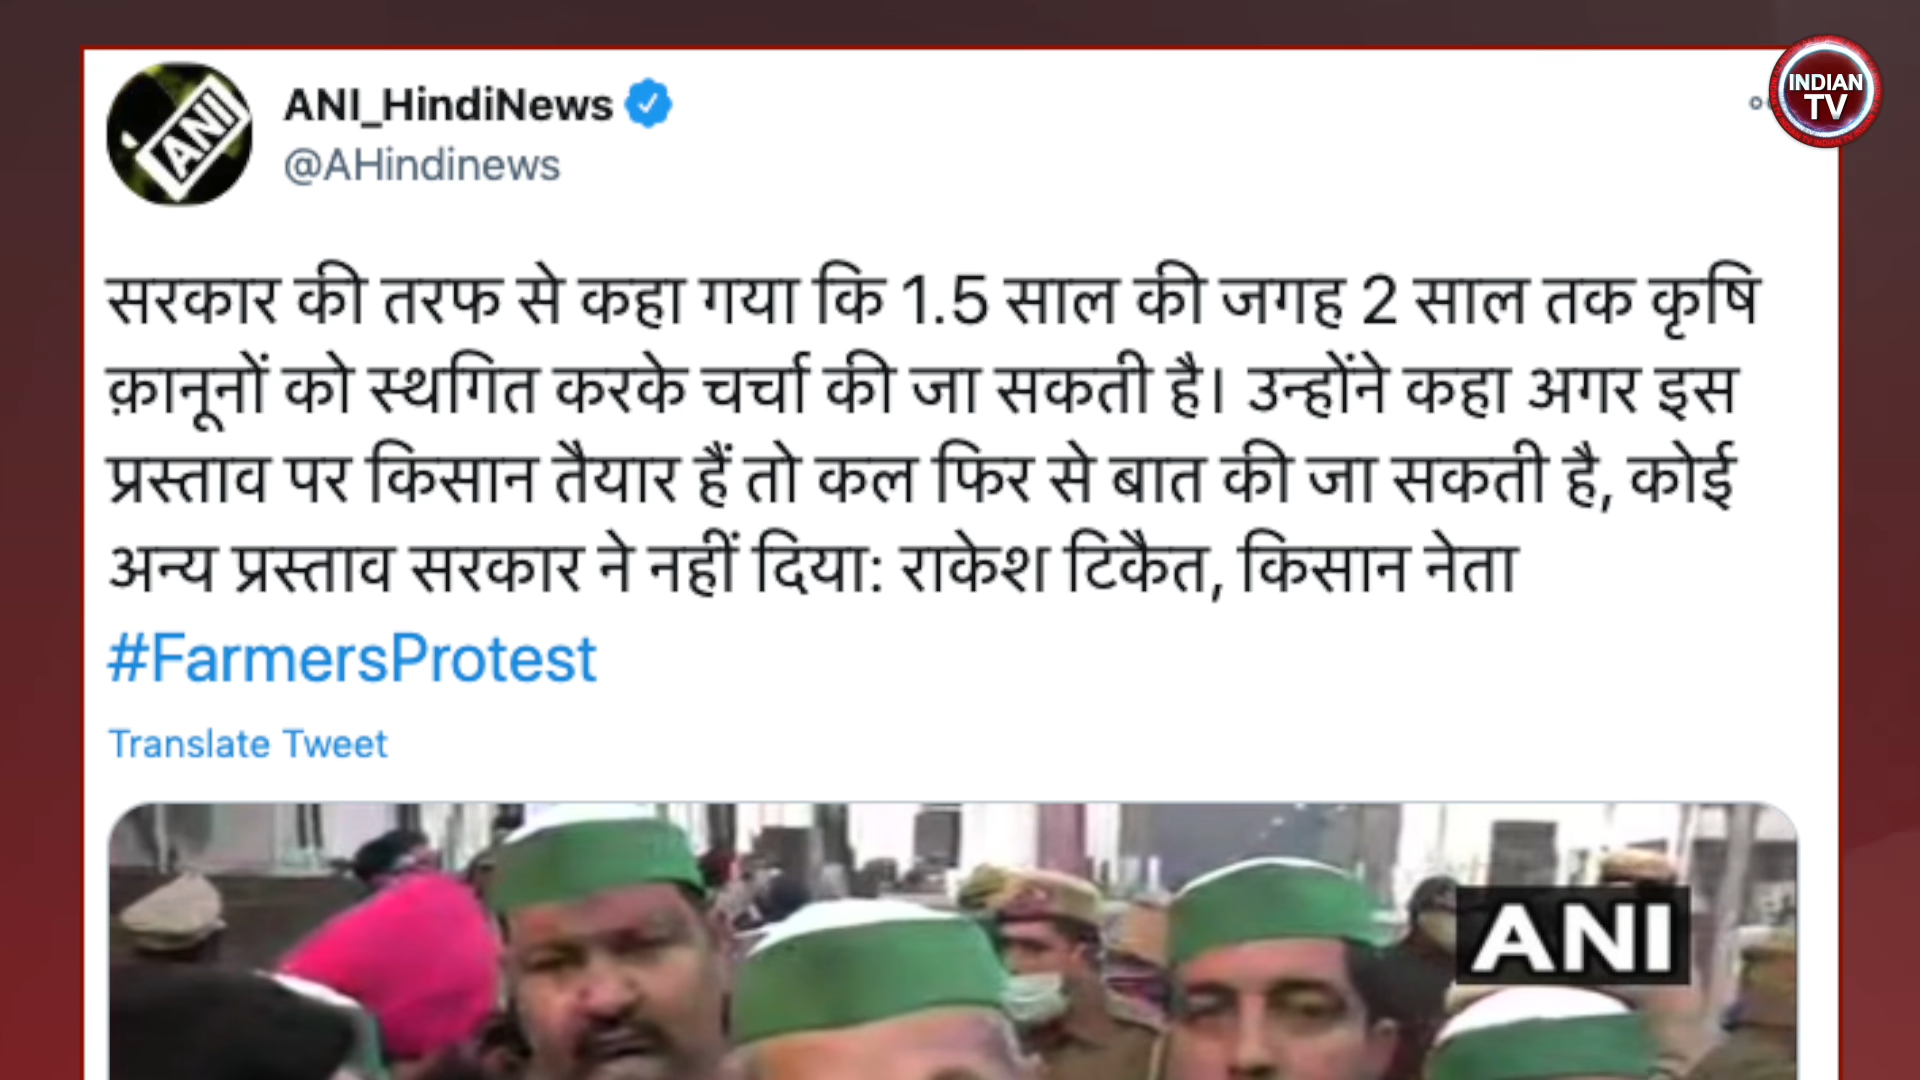 ANI
ANI_HindiNews
@AHindinews
INDIAN
TV
सरकार की तरफ से कहा गया कि 1.5 साल की जगह 2 साल तक कृषि
क़ानूनों को स्थगित करके चर्चा की जा सकती है। उन्होंने कहा अगर इस
प्रस्ताव पर किसान तैयार हैं तो कल फिर से बात की जा सकती है, कोई
अन्य प्रस्ताव सरकार ने नहीं दिया: राकेश टिकैत, किसान नेता
#FarmersProtest
Translate Tweet
ANI